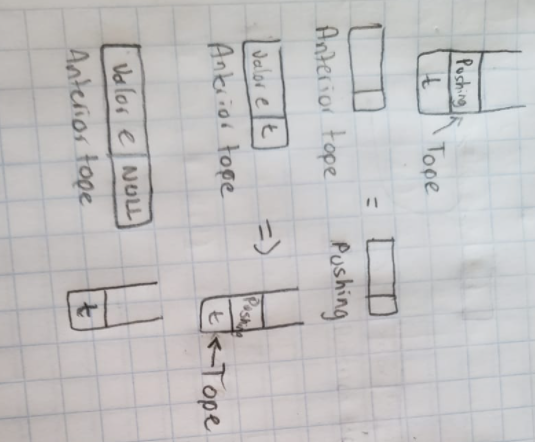 Pushing
t ↖ Tope
=
Anterior tope Pushing
Valor e t => Pushing
Anterior tope t ← Tope
Valor e NULL
Anterior tope t